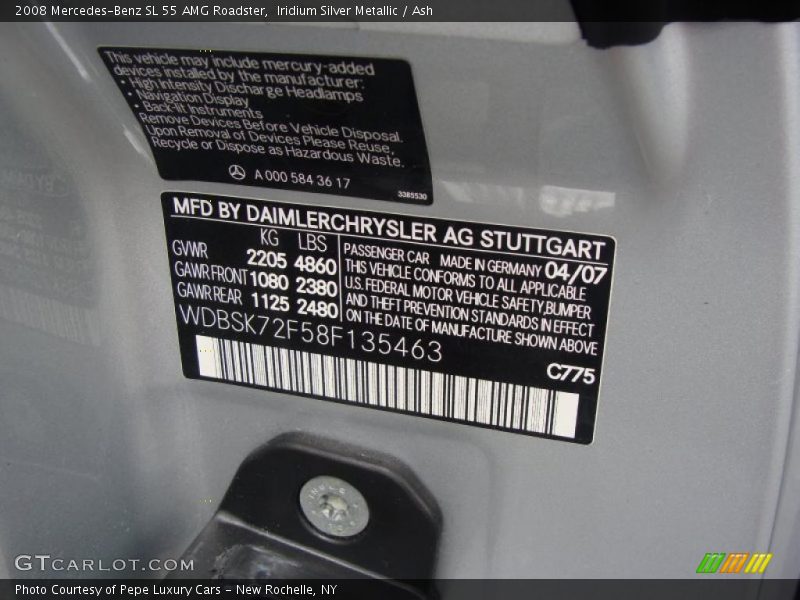 2008 Mercedes-Benz SL 55 AMG Roadster,  Iridium Silver Metallic / Ash
This vehicle may include mercury-added
devices installed by the manufacturer:
• High Intensity Discharge Headlamps
• Navigation Display
• Back-lit Instruments
Remove Devices Before Vehicle Disposal.
Upon Removal of Devices Please Reuse,
Recycle or Dispose as Hazardous Waste.
A 000 584 36 17
3385530
MFD BY DAIMLERCHRYSLER AG STUTTGART
KG LBS
GVWR 2205 4860
GAWR FRONT 1080 2380
GAWR REAR 1125 2480
PASSENGER CAR MADE IN GERMANY 04/07
THIS VEHICLE CONFORMS TO ALL APPLICABLE
U.S. FEDERAL MOTOR VEHICLE SAFETY, BUMPER
AND THEFT PREVENTION STANDARDS IN EFFECT
ON THE DATE OF MANUFACTURE SHOWN ABOVE
WDBSK72F58F135463
C775
GTCARLOT.COM
Photo Courtesy of Pepe Luxury Cars - New Rochelle, NY